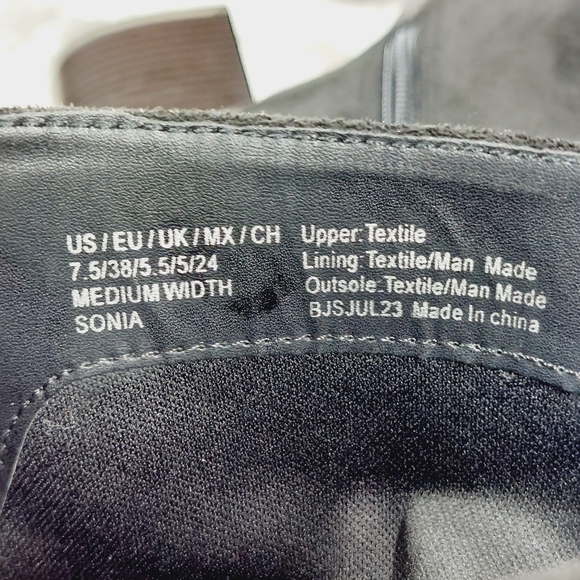 US / EU / UK / MX / CH
7.5/38/5.5/5/24
MEDIUM WIDTH
SONIA
Upper:Textile
Lining:Textile/Man Made
Outsole:Textile/Man Made
BJSJUL23 Made In china